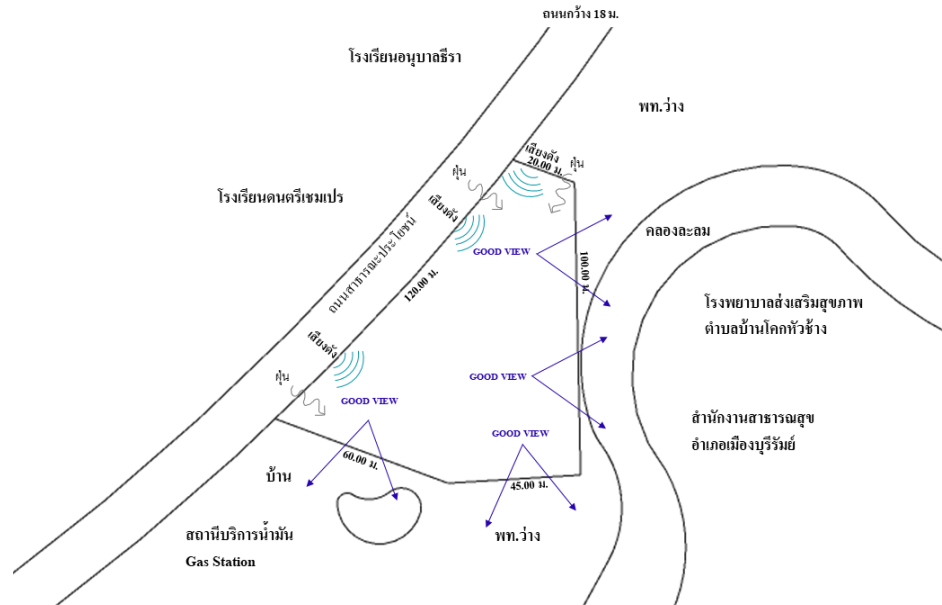 ถนนกว้าง 18 ม.
โรงเรียนอนุบาลธีรา
พท.ว่าง
เสียงดัง
20.00 ม.
ฝุ่น
ฝุ่น
โรงเรียนดนตรีเชมเปร
เสียงดัง
ถนนสาธารณะประโยชน์
คลองละลม
GOOD VIEW
100.00 ม.
120.00 ม.
โรงพยาบาลส่งเสริมสุขภาพ
ตำบลบ้านโคกหัวช้าง
เสียงดัง
ฝุ่น
GOOD VIEW
GOOD VIEW
สำนักงานสาธารณสุข
อำเภอเมืองบุรีรัมย์
GOOD VIEW
60.00 ม.
บ้าน
45.00 ม.
สถานีบริการน้ำมัน
Gas Station
พท.ว่าง